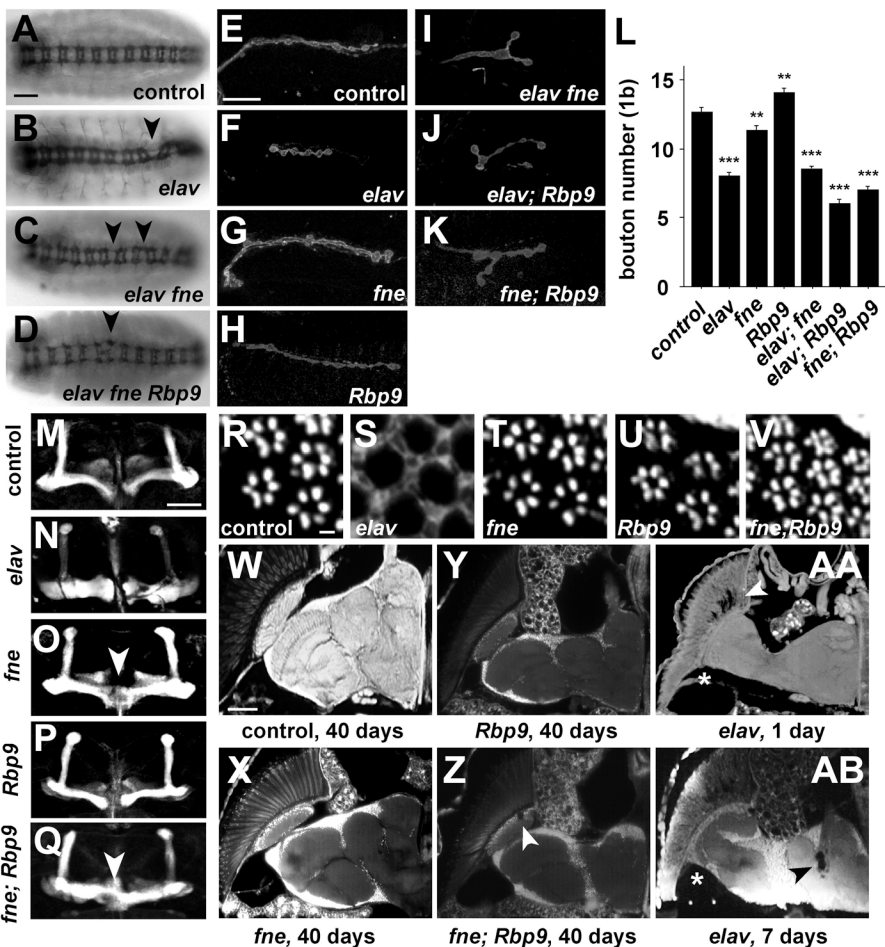 A
control
B
elav
C
elav fne
D
elav fne Rbp9
E
control
F
elav
G
fne
H
Rbp9
I
elav fne
J
elav; Rbp9
K
fne; Rbp9
L
bouton number (1b)
15
10
5
0
***
**
**
***
***
***
control
elav
fne
Rbp9
elav; fne
elav; Rbp9
fne; Rbp9
M
control
N
elav
O
fne
P
Rbp9
Q
fne; Rbp9
R
control
S
elav
T
fne
U
Rbp9
V
fne;Rbp9
W
control, 40 days
Y
Rbp9, 40 days
AA
*
elav, 1 day
X
fne, 40 days
Z
fne; Rbp9, 40 days
AB
*
elav, 7 days